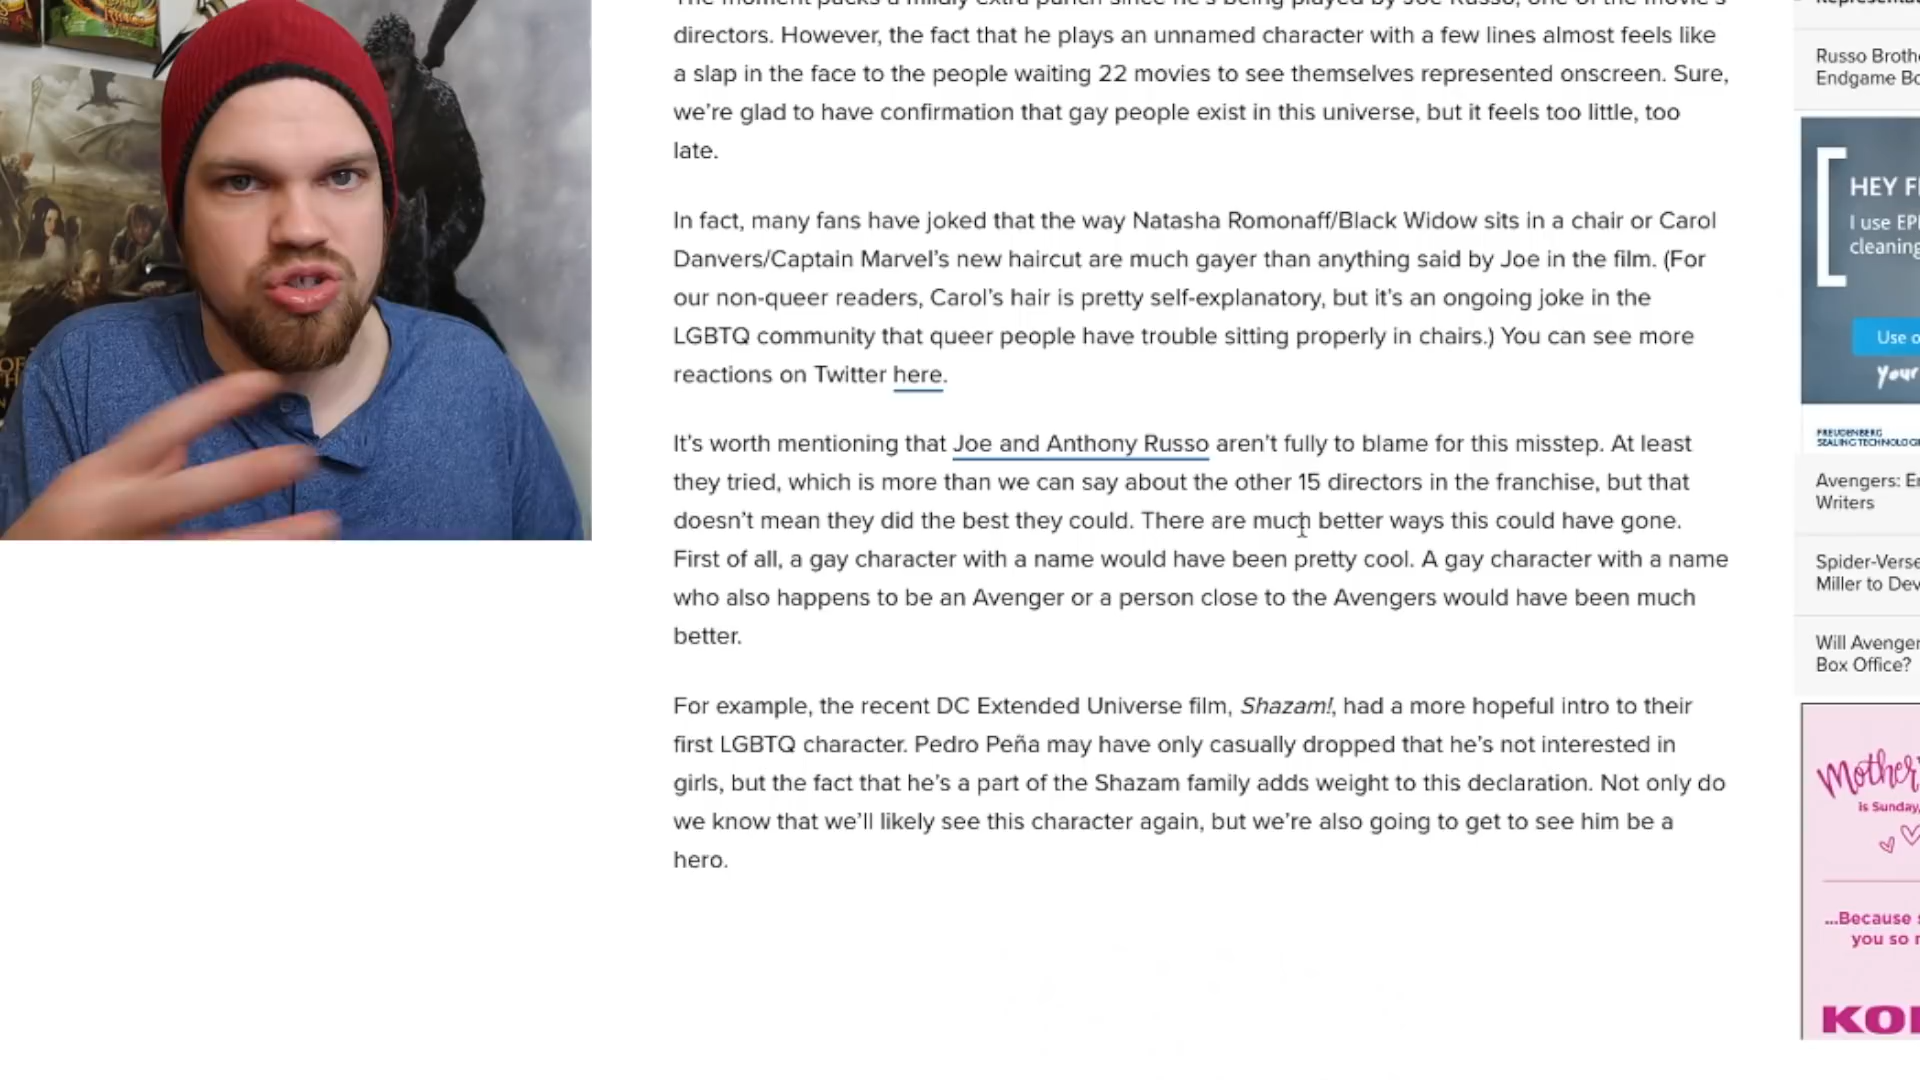 directors. However, the fact that he plays an unnamed character with a few lines almost feels like
a slap in the face to the people waiting 22 movies to see themselves represented onscreen. Sure,
we’re glad to have confirmation that gay people exist in this universe, but it feels too little, too
late.
In fact, many fans have joked that the way Natasha Romonaff/Black Widow sits in a chair or Carol
Danvers/Captain Marvel’s new haircut are much gayer than anything said by Joe in the film. (For
our non-queer readers, Carol’s hair is pretty self-explanatory, but it’s an ongoing joke in the
LGBTQ community that queer people have trouble sitting properly in chairs.) You can see more
reactions on Twitter here.
It’s worth mentioning that Joe and Anthony Russo aren’t fully to blame for this misstep. At least
they tried, which is more than we can say about the other 15 directors in the franchise, but that
doesn’t mean they did the best they could. There are much better ways this could have gone.
First of all, a gay character with a name would have been pretty cool. A gay character with a name
who also happens to be an Avenger or a person close to the Avengers would have been much
better.
For example, the recent DC Extended Universe film, Shazam!, had a more hopeful intro to their
first LGBTQ character. Pedro Peña may have only casually dropped that he’s not interested in
girls, but the fact that he’s a part of the Shazam family adds weight to this declaration. Not only do
we know that we’ll likely see this character again, but we’re also going to get to see him be a
hero.
Russo
Endgame
HEY
I use
cleaning
Use
your
FREUDENBERG
Avengers:
Writers
Miller to
Will
Box Office?
Mother's
is Sunday,
...Because
you so